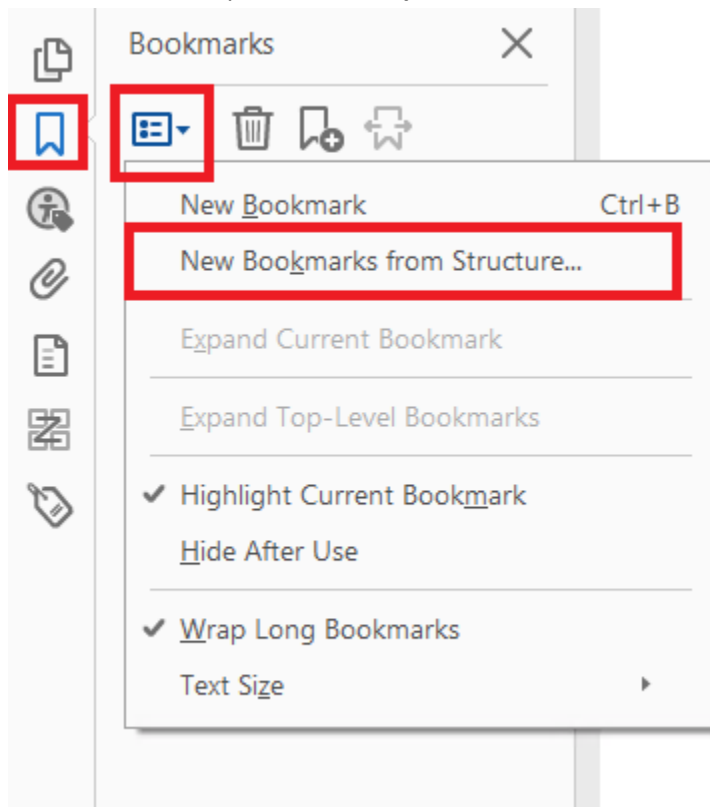 Bookmarks
New Bookmark Ctrl+B
New Bookmarks from Structure...
Expand Current Bookmark
Expand Top-Level Bookmarks
Highlight Current Bookmark
Hide After Use
Wrap Long Bookmarks
Text Size